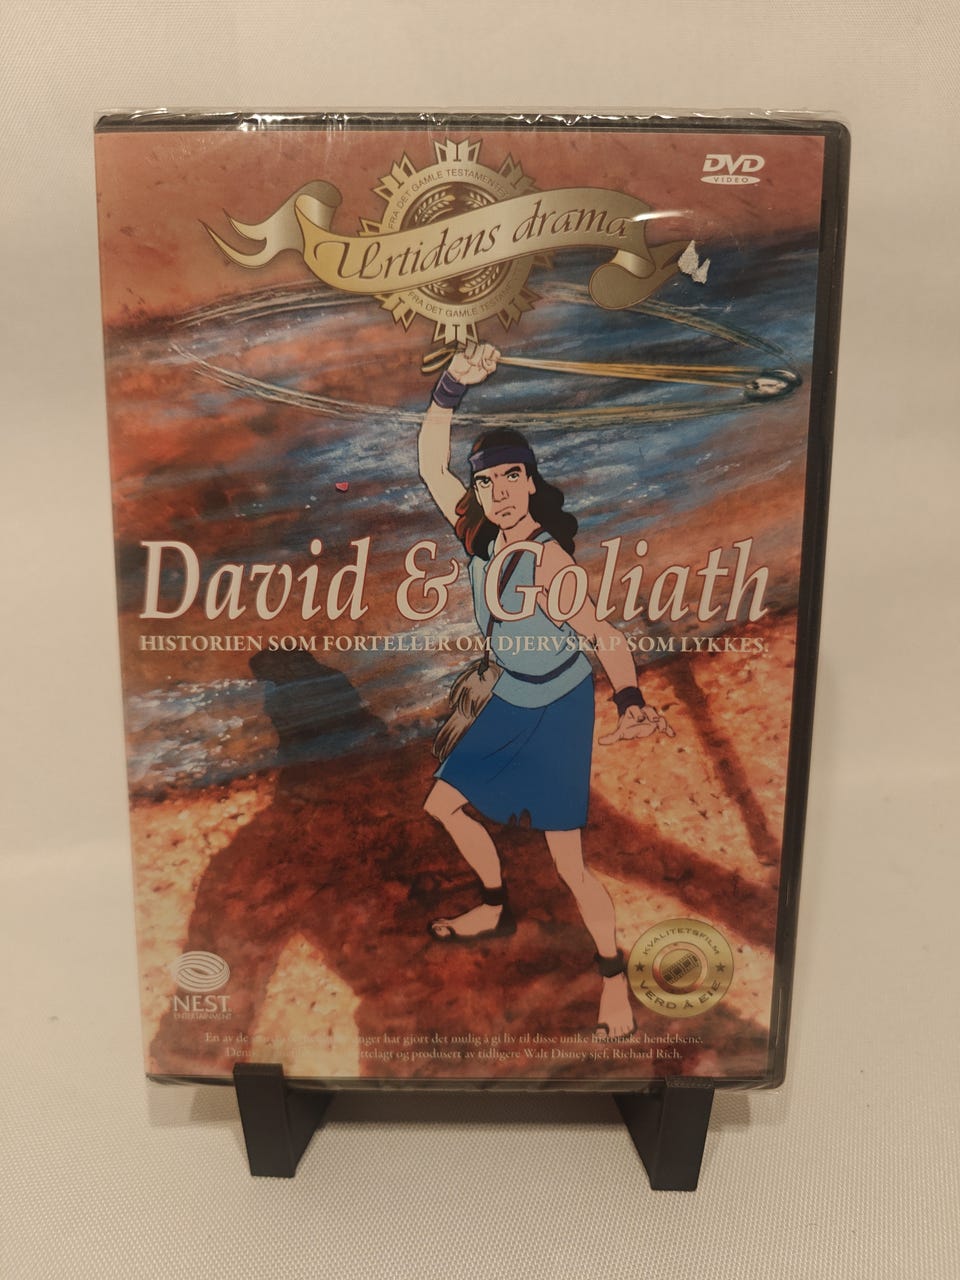 DVD
VIDEO
FRA DET GAMLE TESTAMENTET
Urtidens drama
FRA DET GAMLE
David & Goliath
HISTORIEN SOM FORTELLER OM DJERVSKAP SOM LYKKES.
KVALITETSFILM
VERD Å EIE
NEST
ENTERTAINMENT
En av de har gjort det mulig å gi liv til disse unike historiske hendelsene.
og produsert av tidligere Walt Disney sjef, Richard Rich.